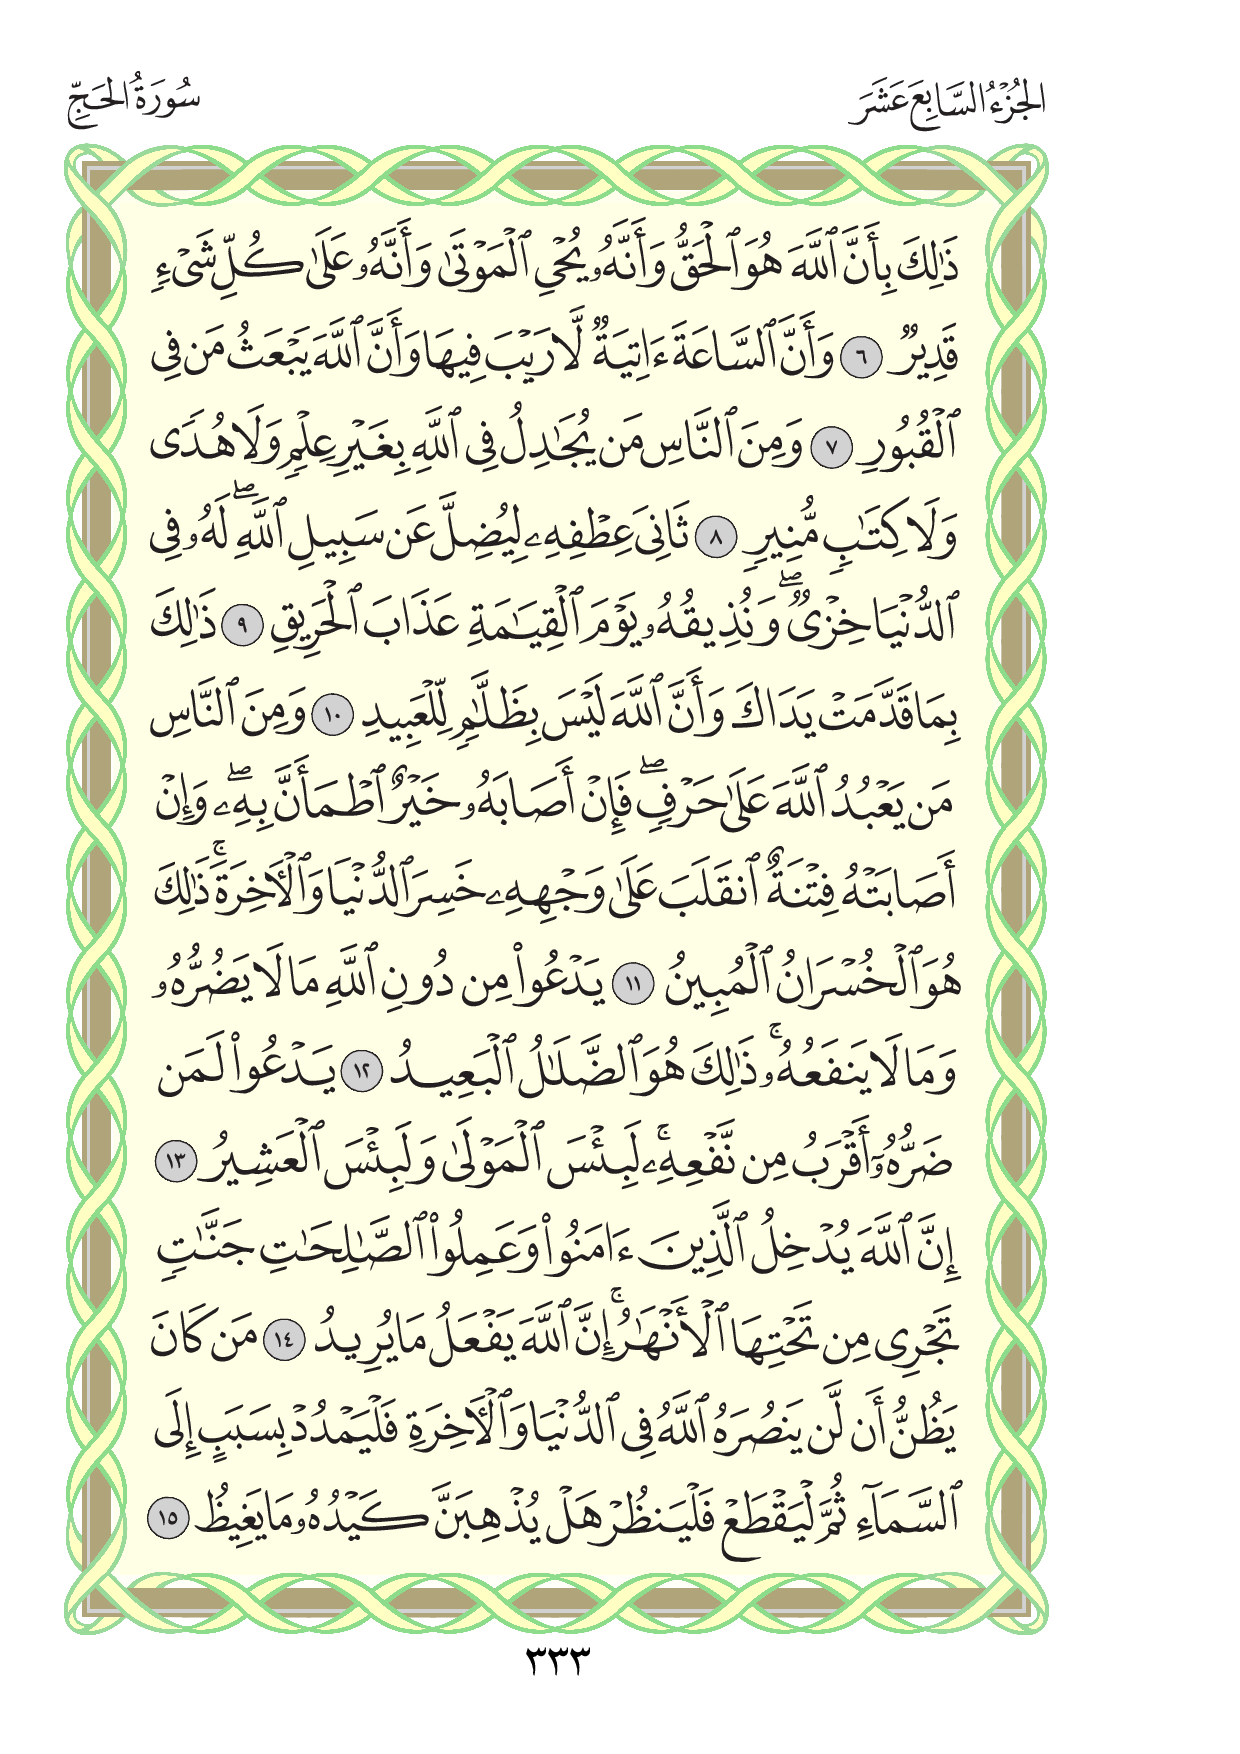 الجُزْءُ السَّابِعَ عَشَرَ
سُورَةُ الحَجِّ
ذَٰلِكَ بِأَنَّ ٱللَّهَ هُوَ ٱلْحَقُّ وَأَنَّهُۥ يُحْىِ ٱلْمَوْتَىٰ وَأَنَّهُۥ عَلَىٰ كُلِّ شَىْءٍ
قَدِيرٌ ٦ وَأَنَّ ٱلسَّاعَةَ ءَاتِيَةٌ لَّا رَيْبَ فِيهَا وَأَنَّ ٱللَّهَ يَبْعَثُ مَن فِى
ٱلْقُبُورِ ٧ وَمِنَ ٱلنَّاسِ مَن يُجَٰدِلُ فِى ٱللَّهِ بِغَيْرِ عِلْمٍ وَلَا هُدًى
وَلَا كِتَٰبٍ مُّنِيرٍ ٨ ثَانِىَ عِطْفِهِۦ لِيُضِلَّ عَن سَبِيلِ ٱللَّهِۖ لَهُۥ فِى
ٱلدُّنْيَا خِزْىٌۖ وَنُذِيقُهُۥ يَوْمَ ٱلْقِيَٰمَةِ عَذَابَ ٱلْحَرِيقِ ٩ ذَٰلِكَ
بِمَا قَدَّمَتْ يَدَاكَ وَأَنَّ ٱللَّهَ لَيْسَ بِظَلَّٰمٍ لِّلْعَبِيدِ ١٠ وَمِنَ ٱلنَّاسِ
مَن يَعْبُدُ ٱللَّهَ عَلَىٰ حَرْفٍۖ فَإِنْ أَصَابَهُۥ خَيْرٌ ٱطْمَأَنَّ بِهِۦۖ وَإِنْ
أَصَابَتْهُ فِتْنَةٌ ٱنقَلَبَ عَلَىٰ وَجْهِهِۦ خَسِرَ ٱلدُّنْيَا وَٱلْأَخِرَةَۚ ذَٰلِكَ
هُوَ ٱلْخُسْرَانُ ٱلْمُبِينُ ١١ يَدْعُوا۟ مِن دُونِ ٱللَّهِ مَا لَا يَضُرُّهُۥ
وَمَا لَا يَنفَعُهُۥۚ ذَٰلِكَ هُوَ ٱلضَّلَٰلُ ٱلْبَعِيدُ ١٢ يَدْعُوا۟ لَمَن
ضَرُّهُۥٓ أَقْرَبُ مِن نَّفْعِهِۦۚ لَبِئْسَ ٱلْمَوْلَىٰ وَلَبِئْسَ ٱلْعَشِيرُ ١٣
إِنَّ ٱللَّهَ يُدْخِلُ ٱلَّذِينَ ءَامَنُوا۟ وَعَمِلُوا۟ ٱلصَّٰلِحَٰتِ جَنَّٰتٍ
تَجْرِى مِن تَحْتِهَا ٱلْأَنْهَٰرُۚ إِنَّ ٱللَّهَ يَفْعَلُ مَا يُرِيدُ ١٤ مَن كَانَ
يَظُنُّ أَن لَّن يَنصُرَهُ ٱللَّهُ فِى ٱلدُّنْيَا وَٱلْأَخِرَةِ فَلْيَمْدُدْ بِسَبَبٍ إِلَى
ٱلسَّمَآءِ ثُمَّ لْيَقْطَعْ فَلْيَنظُرْ هَلْ يُذْهِبَنَّ كَيْدُهُۥ مَا يَغِيظُ ١٥
٣٣٣